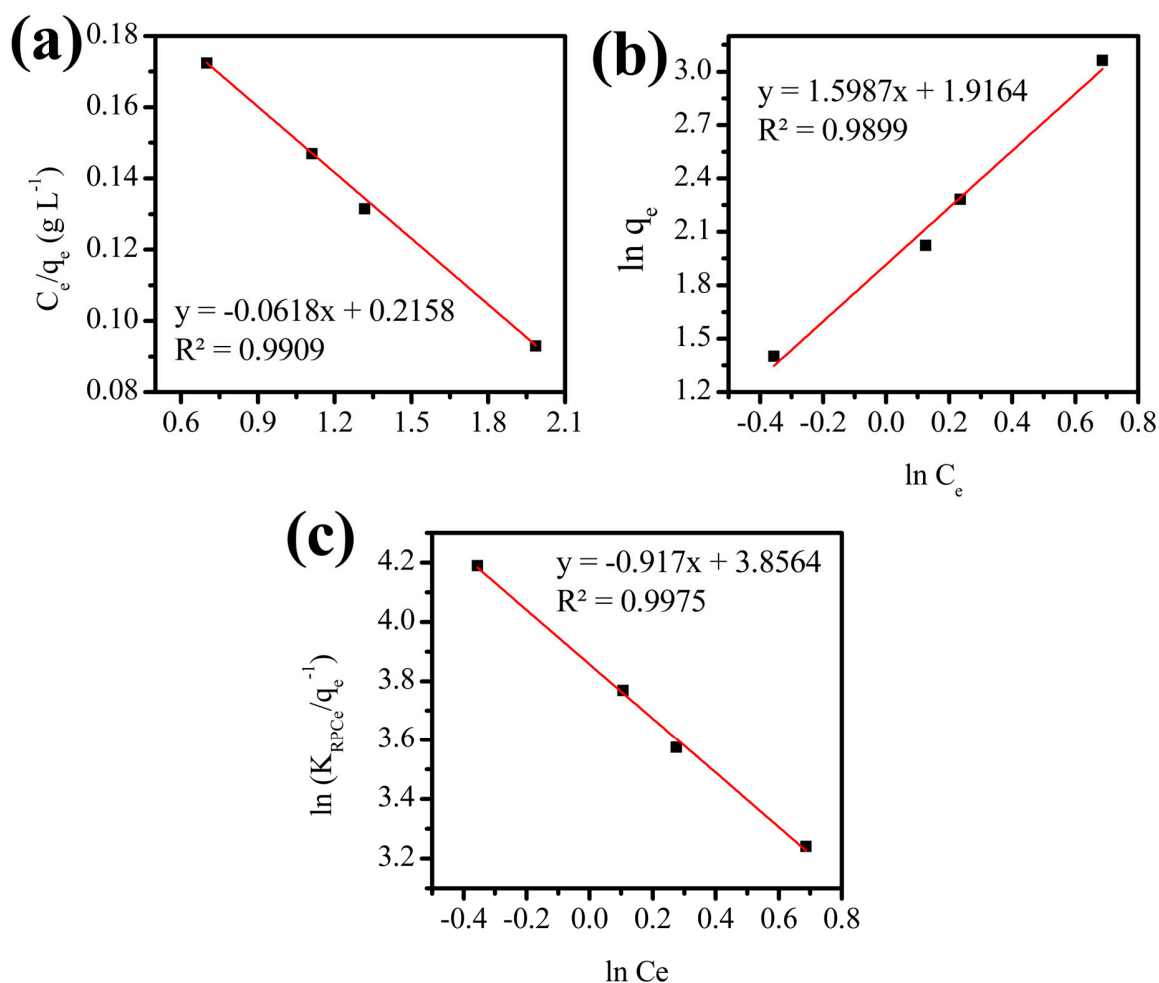 (a)
0.18
0.16
0.14
0.12
0.10
0.08
C_e/q_e (g L^-1)
y = -0.0618x + 0.2158
R² = 0.9909
0.6 0.9 1.2 1.5 1.8 2.1
(b)
3.0
2.7
2.4
2.1
1.8
1.5
1.2
ln q_e
y = 1.5987x + 1.9164
R² = 0.9899
-0.4 -0.2 0.0 0.2 0.4 0.6 0.8
ln C_e
(c)
4.2
4.0
3.8
3.6
3.4
3.2
ln (K_RPCe/q_e^-1)
y = -0.917x + 3.8564
R² = 0.9975
-0.4 -0.2 0.0 0.2 0.4 0.6 0.8
ln Ce